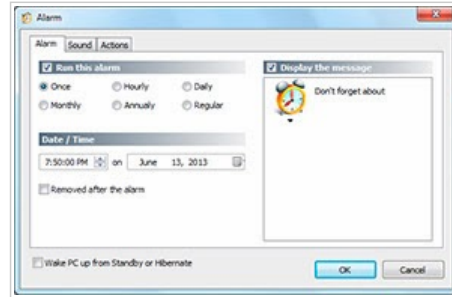 Alarm
Alarm Sound Actions
Run this alarm
Once Hourly Daily
Monthly Annualy Regular
Date / Time
7:50:00 PM on June 13, 2013
Removed after the alarm
Display the message
Don't forget about
Wake PC up from Standby or Hibernate
OK Cancel